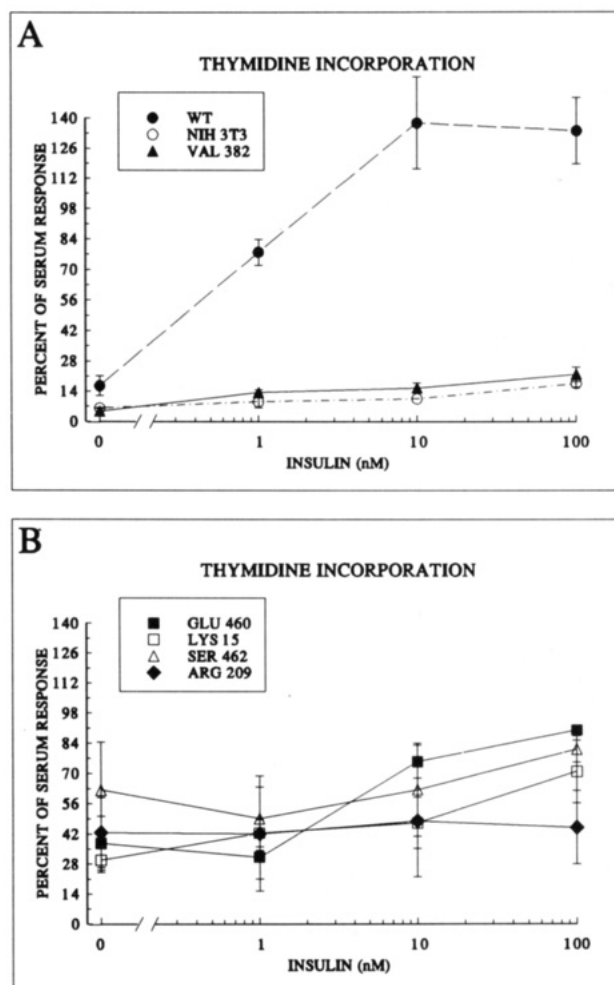 A
THYMIDINE INCORPORATION
WT
NIH 3T3
VAL 382
PERCENT OF SERUM RESPONSE
140
126
112
98
84
70
56
42
28
14
0
0 1 10 100
INSULIN (nM)
B
THYMIDINE INCORPORATION
GLU 460
LYS 15
SER 462
ARG 209
PERCENT OF SERUM RESPONSE
140
126
112
98
84
70
56
42
28
14
0
0 1 10 100
INSULIN (nM)